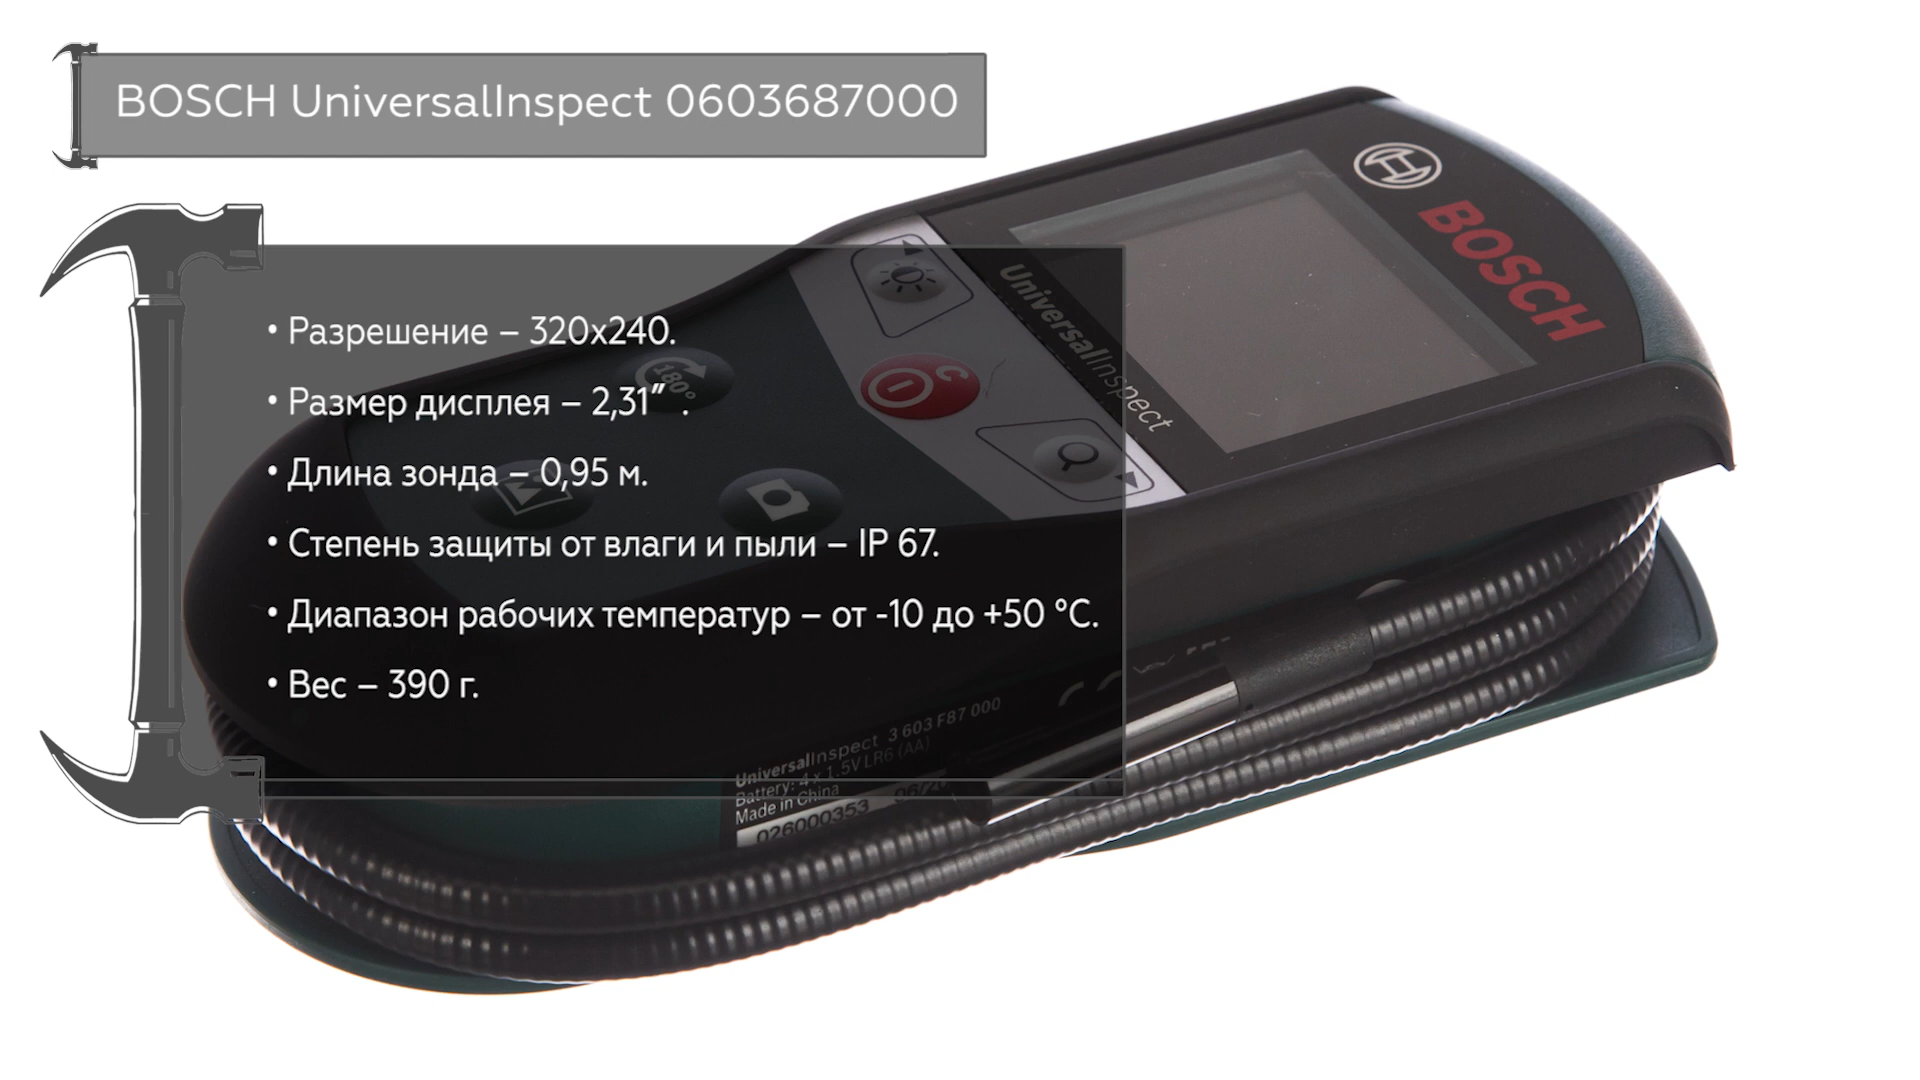 BOSCH UniversalInspect 0603687000
BOSCH
UniversalInspect
C
180°
• Разрешение – 320x240.
• Размер дисплея – 2,31″ .
• Длина зонда – 0,95 м.
• Степень защиты от влаги и пыли – IP 67.
• Диапазон рабочих температур – от -10 до +50 °C.
• Вес – 390 г.
UniversalInspect 3 603 F87 000
Battery: 4 x 1.5V LR6 (AA)
Made in China
026000353